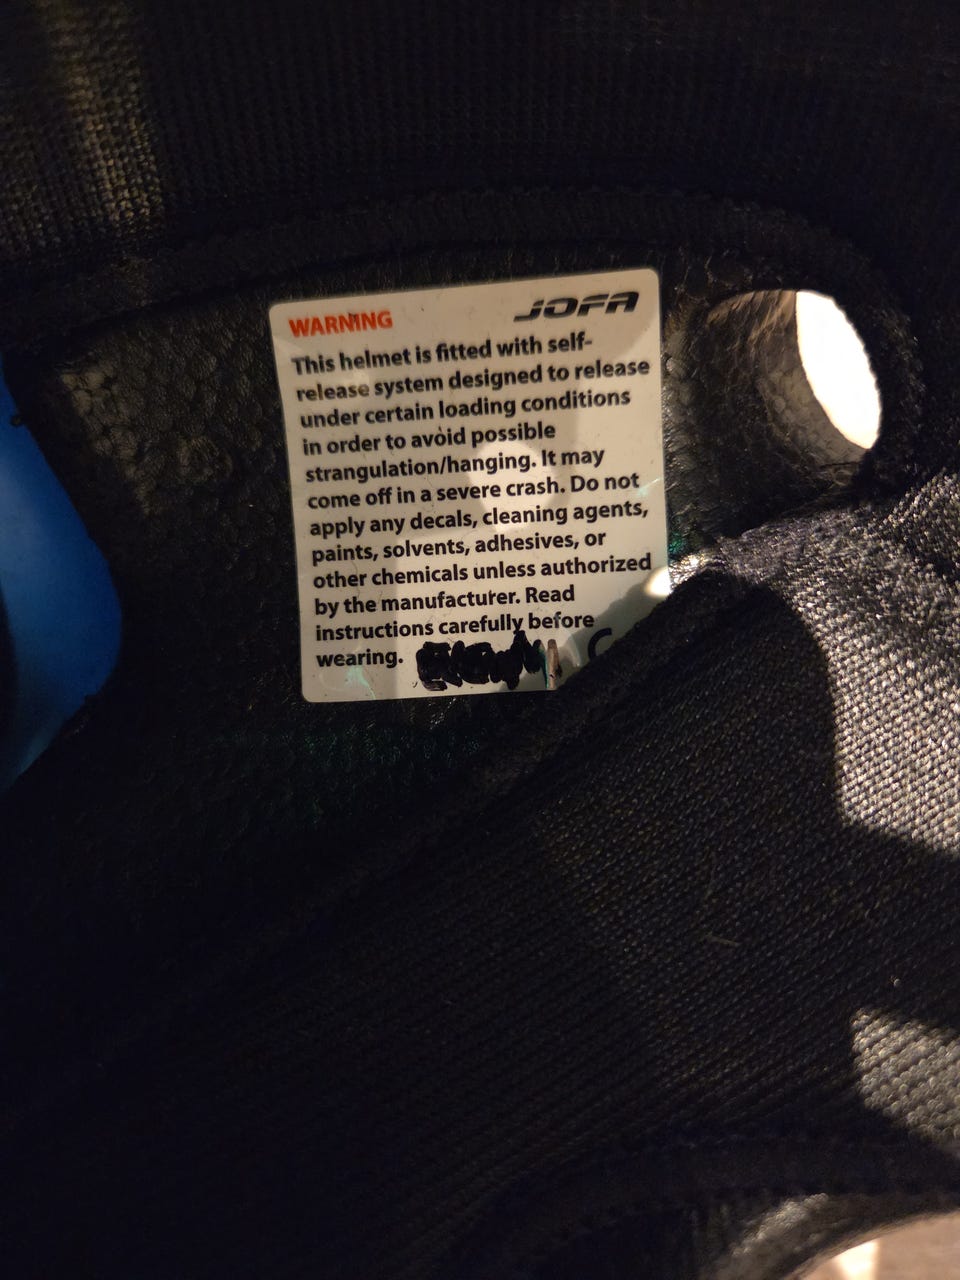 WARNING JOFA
This helmet is fitted with self-
release system designed to release
under certain loading conditions
in order to avoid possible
strangulation/hanging. It may
come off in a severe crash. Do not
apply any decals, cleaning agents,
paints, solvents, adhesives, or
other chemicals unless authorized
by the manufacturer. Read
instructions carefully before
wearing.